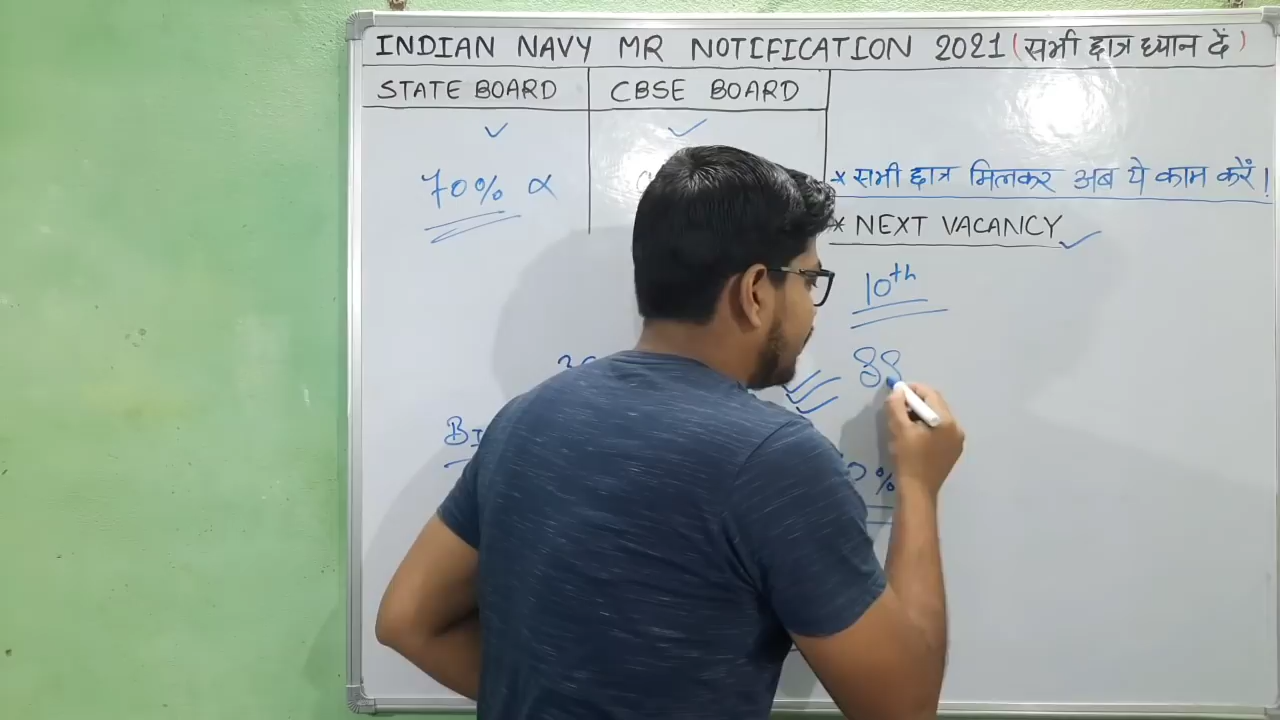 INDIAN NAVY MR NOTIFICATION 2021 (सभी छात्र ध्यान दें)
STATE BOARD
CBSE BOARD
70%
* सभी छात्र मिलकर अब ये काम करें!
* NEXT VACANCY
10th
88